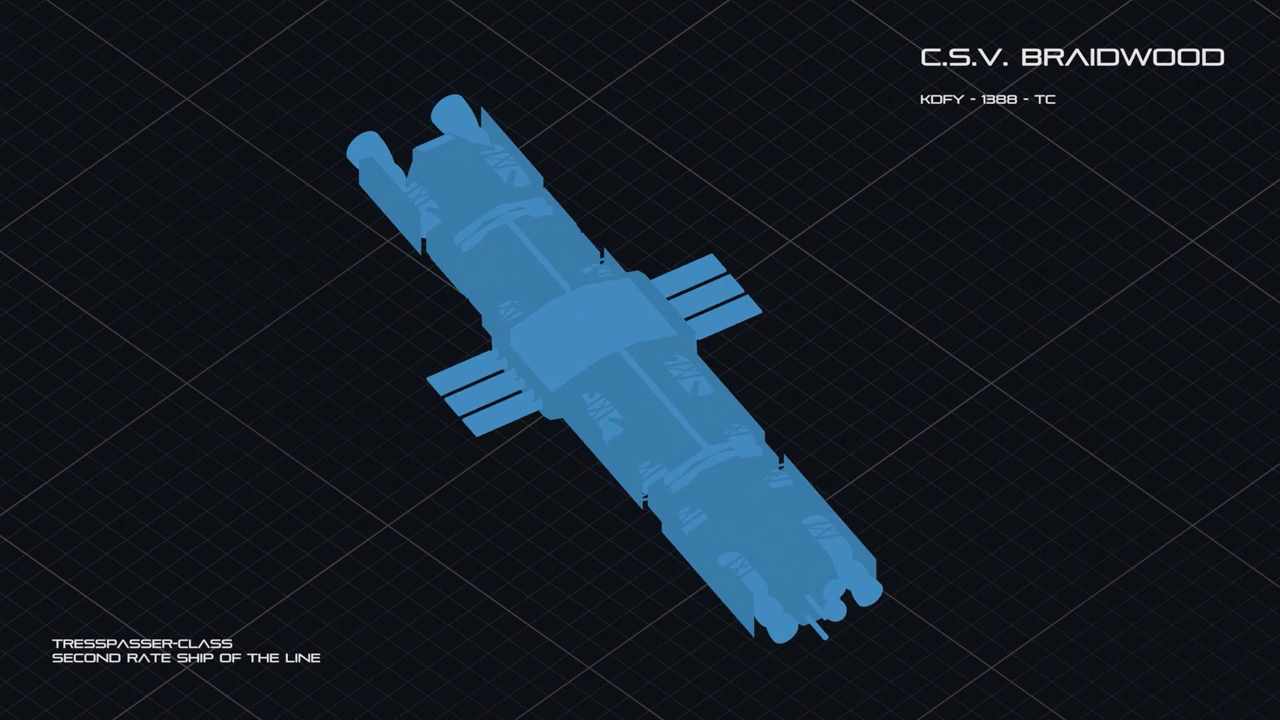 C.S.V. BRAIDWOOD
KDFY - 1388 - TC
TRESSPASSER-CLASS
SECOND RATE SHIP OF THE LINE